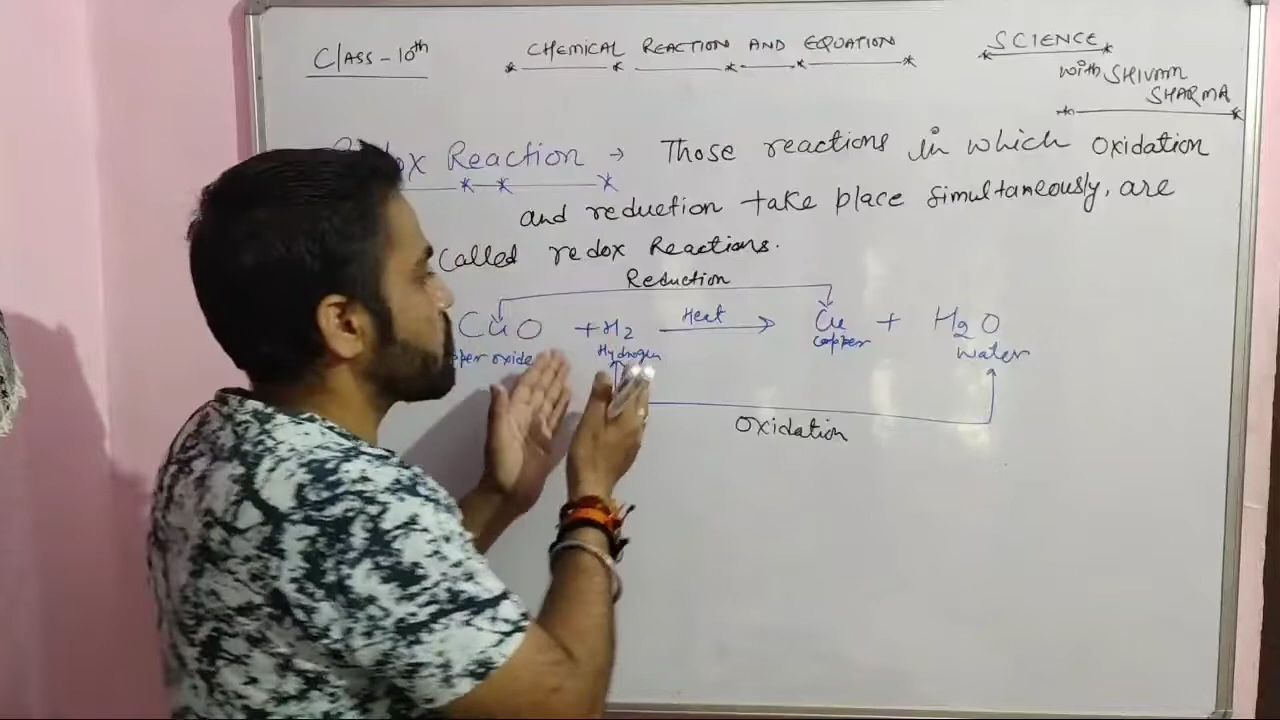 Class - 10th
CHEMICAL REACTION AND EQUATION
SCIENCE
with SHIVAM
SHARMA
Reaction → Those reactions in which oxidation
and reduction take place simultaneously, are
called redox Reactions.
Reduction
CuO + H2 Heat → Cu + H2O
oxide Hydrogen copper water
Oxidation